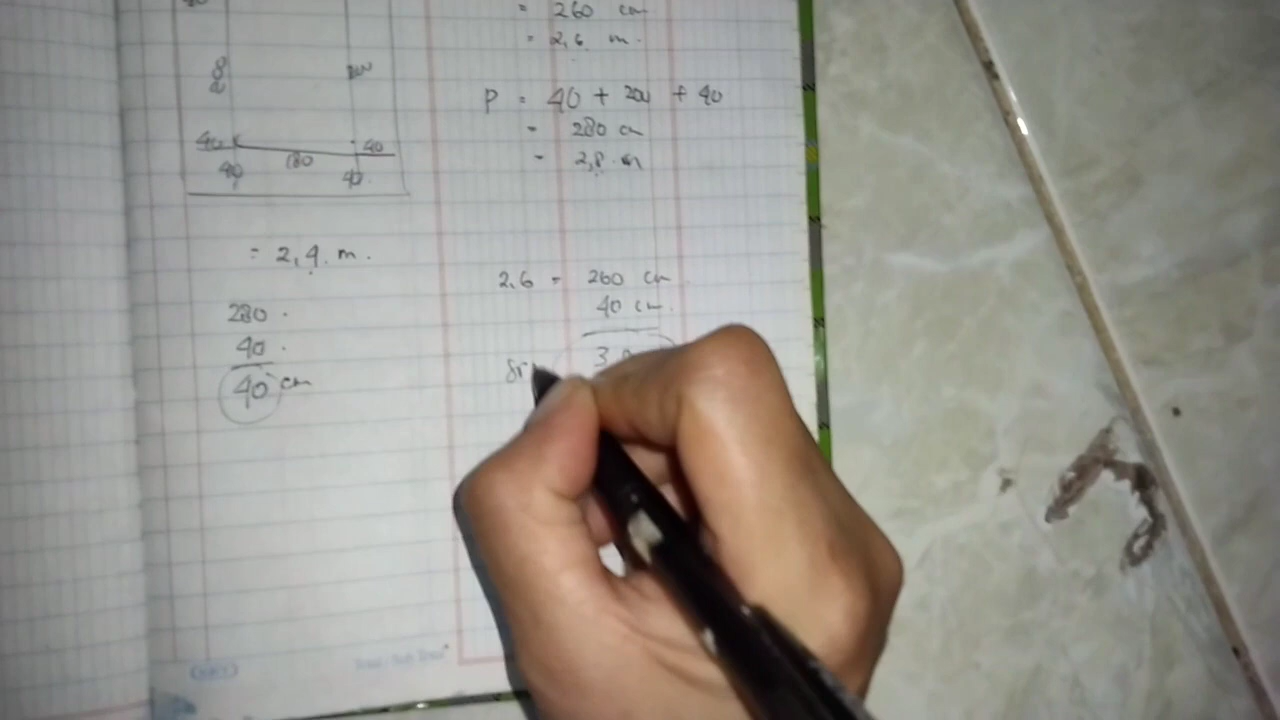 = 260 cm
= 2,6 m.
200
P = 40 + 200 + 40
= 280 cm
= 2,8 m
40
40
180
40
40
= 2,4 m.
280
40
40 cm
2,6 = 260 cm
40 cm